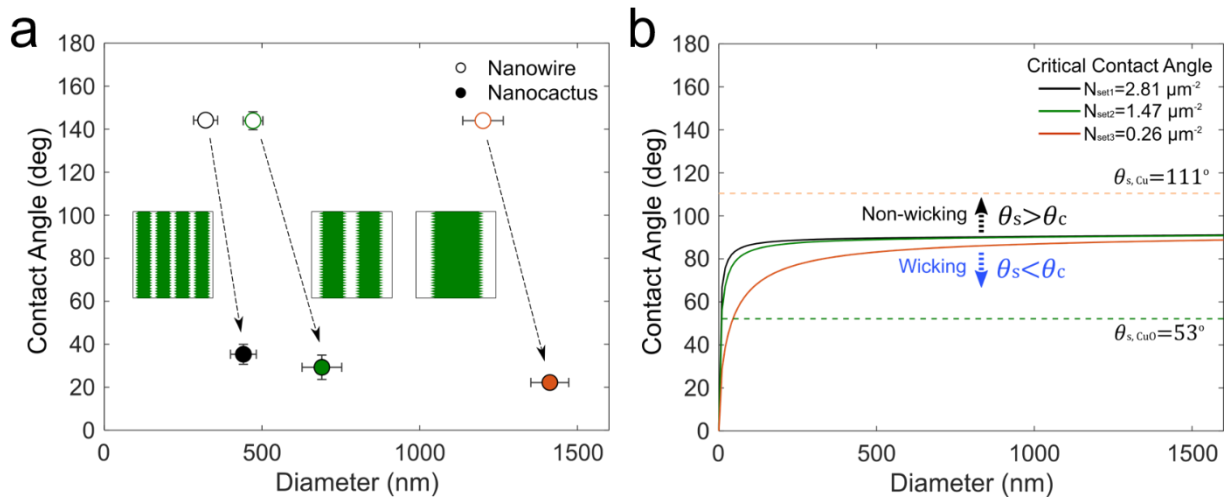 a
180
160
140
120
100
80
60
40
20
0
Contact Angle (deg)
Nanowire
Nanocactus
0
500
1000
1500
Diameter (nm)
b
180
160
140
120
100
80
60
40
20
0
Contact Angle (deg)
Critical Contact Angle
Nset1=2.81 µm-2
Nset2=1.47 µm-2
Nset3=0.26 µm-2
θs, Cu=111°
Non-wicking θs>θc
Wicking θs<θc
θs, CuO=53°
0
500
1000
1500
Diameter (nm)